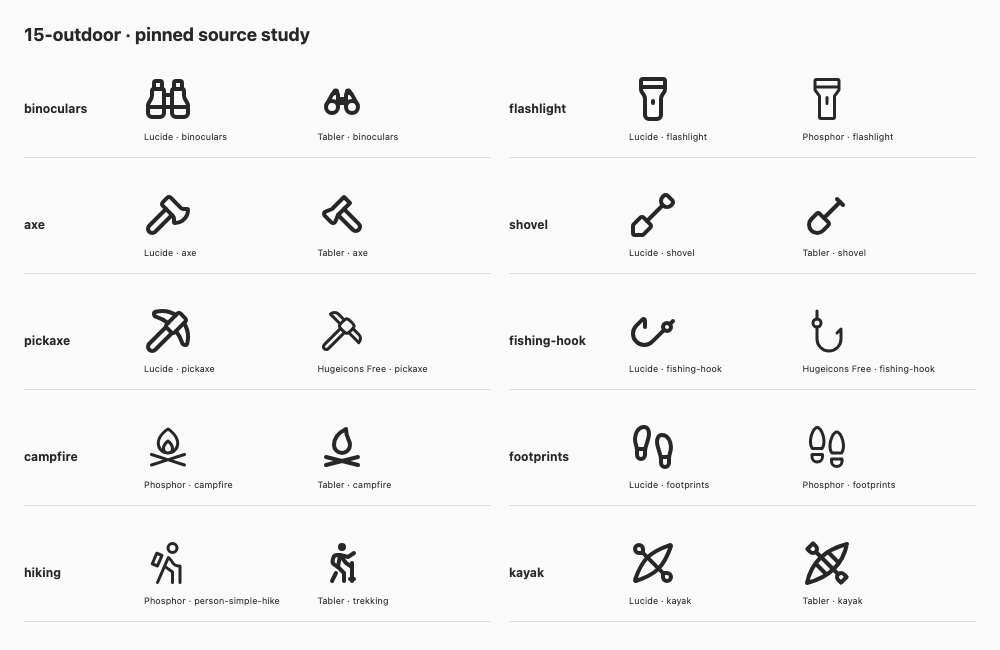 15-outdoor · pinned source study
binoculars
Lucide · binoculars
Tabler · binoculars
flashlight
Lucide · flashlight
Phosphor · flashlight
axe
Lucide · axe
Tabler · axe
shovel
Lucide · shovel
Tabler · shovel
pickaxe
Lucide · pickaxe
Hugeicons Free · pickaxe
fishing-hook
Lucide · fishing-hook
Hugeicons Free · fishing-hook
campfire
Phosphor · campfire
Tabler · campfire
footprints
Lucide · footprints
Phosphor · footprints
hiking
Phosphor · person-simple-hike
Tabler · trekking
kayak
Lucide · kayak
Tabler · kayak